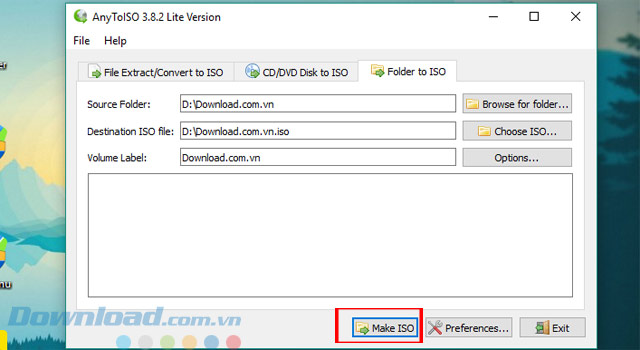 AnyToISO 3.8.2 Lite Version
File Help
File Extract/Convert to ISO CD/DVD Disk to ISO Folder to ISO
Source Folder: D:\Download.com.vn Browse for folder...
Destination ISO file: D:\Download.com.vn.iso Choose ISO...
Volume Label: Download.com.vn Options...
Make ISO Preferences... Exit
Download.com.vn